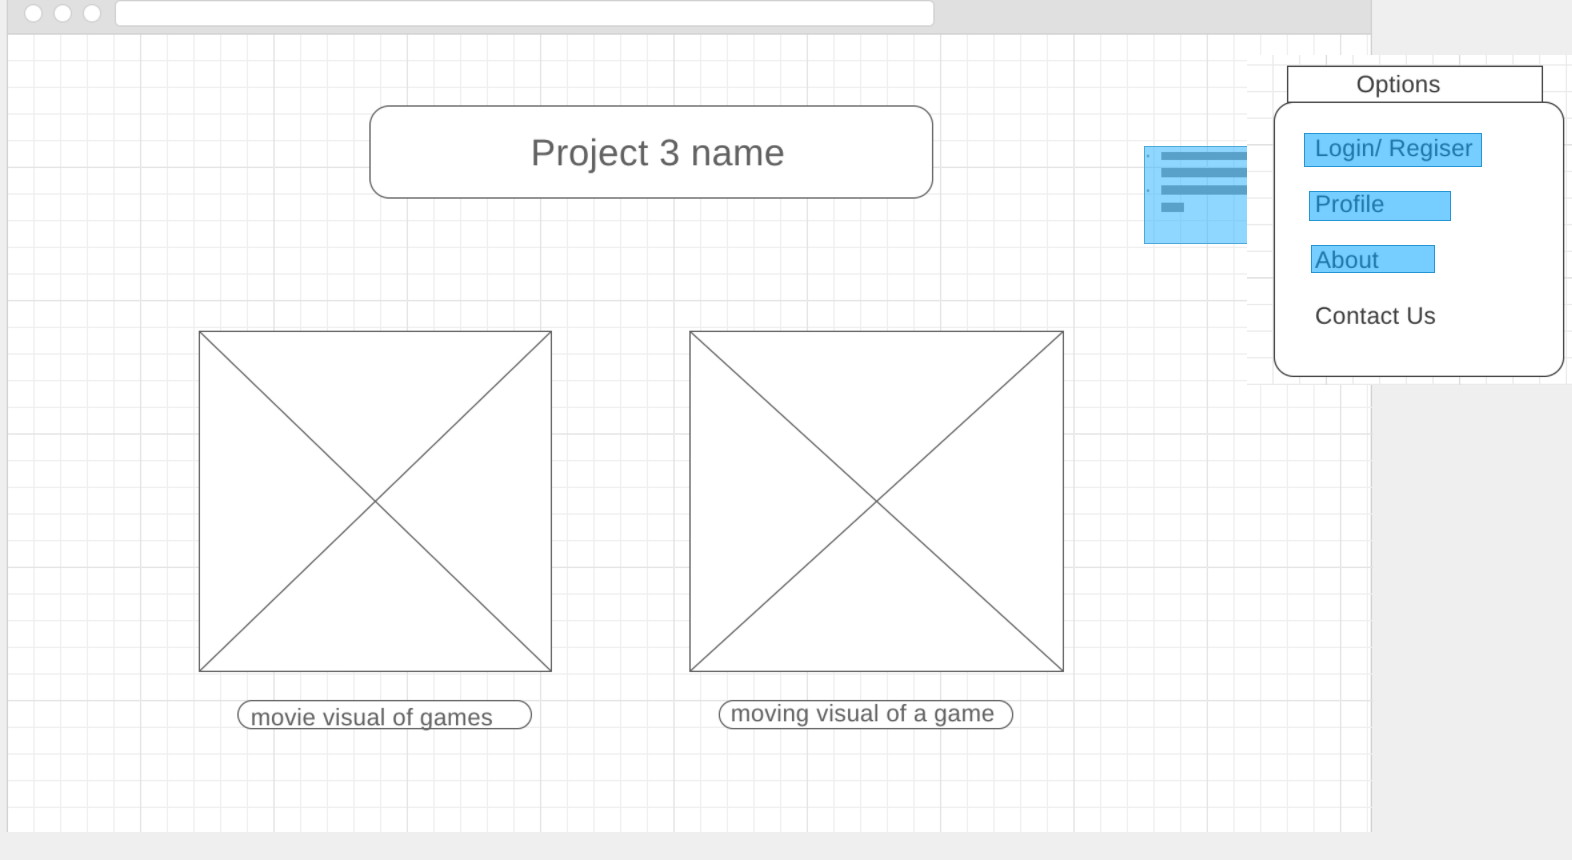 Project 3 name
Options
Login/ Regiser
Profile
About
Contact Us
movie visual of games
moving visual of a game